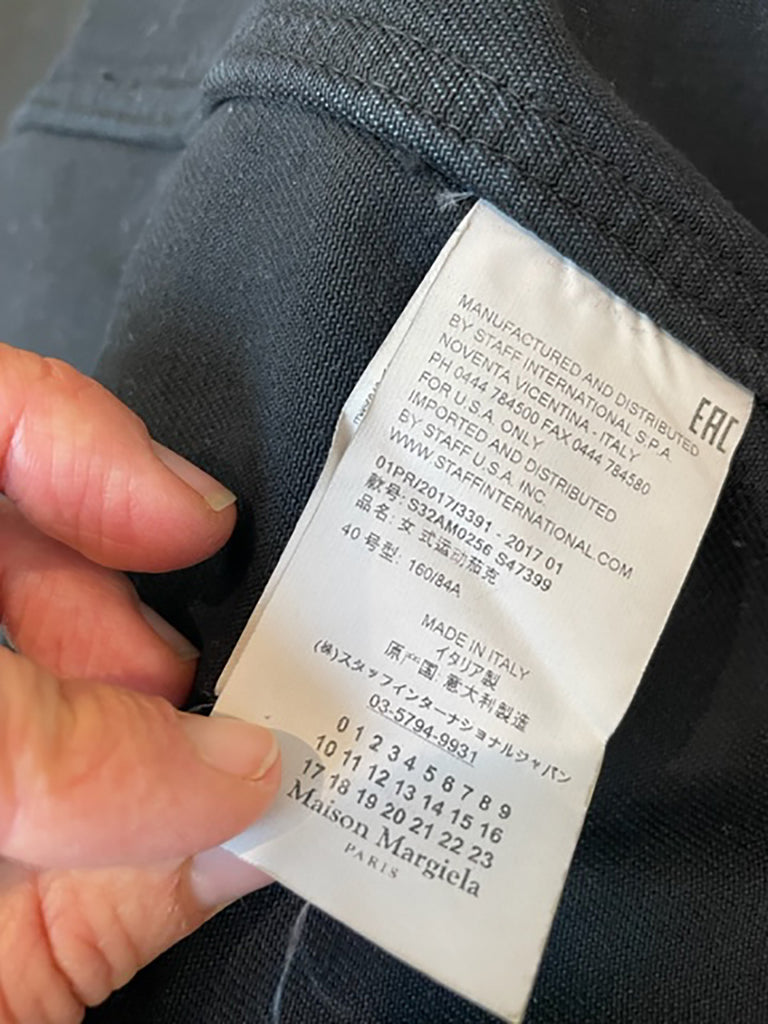 MANUFACTURED AND DISTRIBUTED
BY STAFF INTERNATIONAL S.P.A.
NOVENTA VICENTINA - ITALY
PH 0444 784500 FAX 0444 784580
FOR U.S.A. ONLY
IMPORTED AND DISTRIBUTED
BY STAFF U.S.A. INC.
WWW.STAFFINTERNATIONAL.COM
EAC
01PR/2017/3391 - 2017 01
款号: S32AM0256 S47399
品名: 女 式运动茄克
40 号型: 160/84A
MADE IN ITALY
イタリア製
原产国: 意大利製造
(株)スタッフインターナショナルジャパン
03-5794-9931
0 1 2 3 4 5 6 7 8 9
10 11 12 13 14 15 16
17 18 19 20 21 22 23
Maison Margiela
PARIS